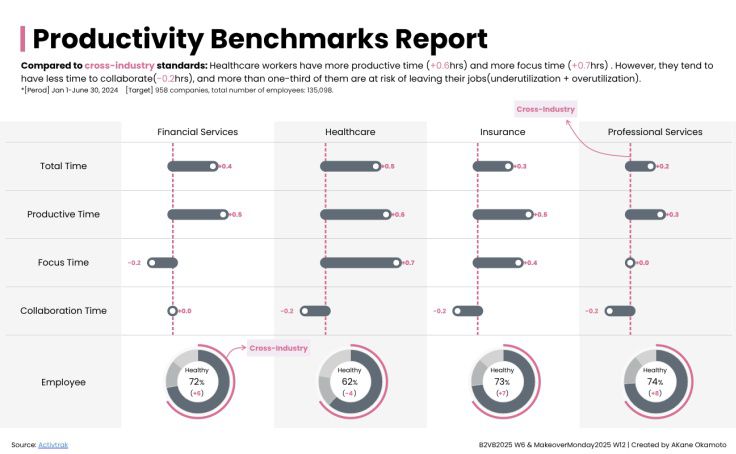 Productivity Benchmarks Report
Compared to cross-industry standards: Healthcare workers have more productive time (+0.6hrs) and more focus time (+0.7hrs) . However, they tend to
have less time to collaborate(-0.2hrs), and more than one-third of them are at risk of leaving their jobs(underutilization + overutilization).
*[Perod] Jan 1-June 30, 2024 [Target] 958 companies, total number of employees: 135,098.
Cross-Industry
Financial Services Healthcare Insurance Professional Services
Total Time +0.4 +0.5 +0.3 +0.2
Productive Time +0.5 +0.6 +0.5 +0.3
Focus Time -0.2 +0.7 +0.4 +0.0
Collaboration Time +0.0 -0.2 -0.2 -0.2
Cross-Industry
Healthy Healthy Healthy Healthy
Employee 72% 62% 73% 74%
(+6) (-4) (+7) (+8)
Source: Activtrak B2VB2025 W6 & MakeoverMonday2025 W12 | Created by AKane Okamoto